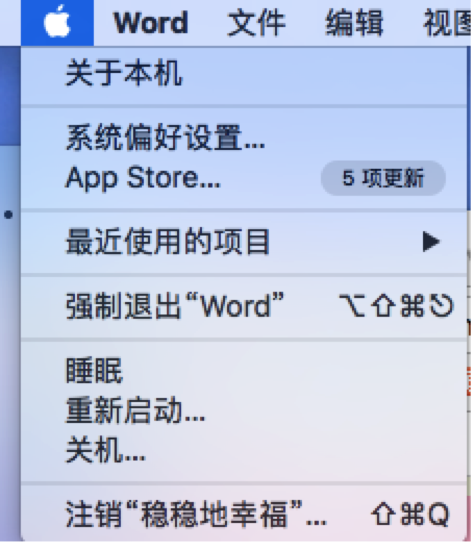 Word 文件 编辑 视图
关于本机
系统偏好设置...
App Store... 5 项更新
最近使用的项目 ▶
强制退出“Word” ⌥⇧⌘⎋
睡眠
重新启动...
关机...
注销“稳稳地幸福”... ⇧⌘Q